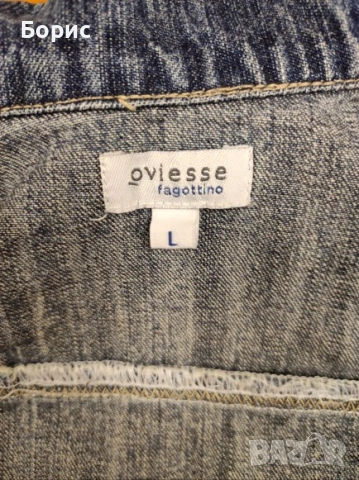 Борис
oviesse
fagottino
L
BAZAR